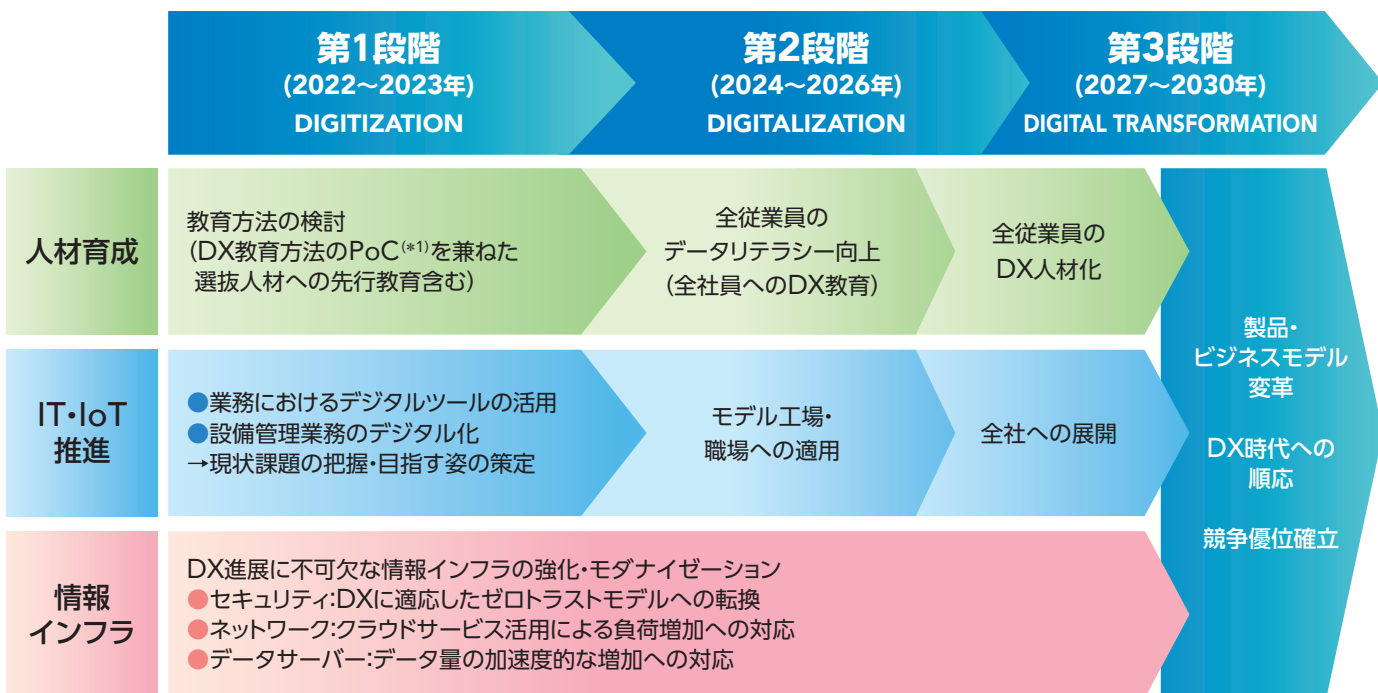 第1段階
(2022〜2023年)
DIGITIZATION
第2段階
(2024〜2026年)
DIGITALIZATION
第3段階
(2027〜2030年)
DIGITAL TRANSFORMATION
人材育成
教育方法の検討
(DX教育方法のPoC(*1)を兼ねた
選抜人材への先行教育含む)
全従業員の
データリテラシー向上
(全社員へのDX教育)
全従業員の
DX人材化
IT・IoT
推進
●業務におけるデジタルツールの活用
●設備管理業務のデジタル化
→現状課題の把握・目指す姿の策定
モデル工場・
職場への適用
全社への展開
情報
インフラ
DX進展に不可欠な情報インフラの強化・モダナイゼーション
●セキュリティ:DXに適応したゼロトラストモデルへの転換
●ネットワーク:クラウドサービス活用による負荷増加への対応
●データサーバー:データ量の加速度的な増加への対応
製品・
ビジネスモデル
変革
DX時代への
順応
競争優位確立